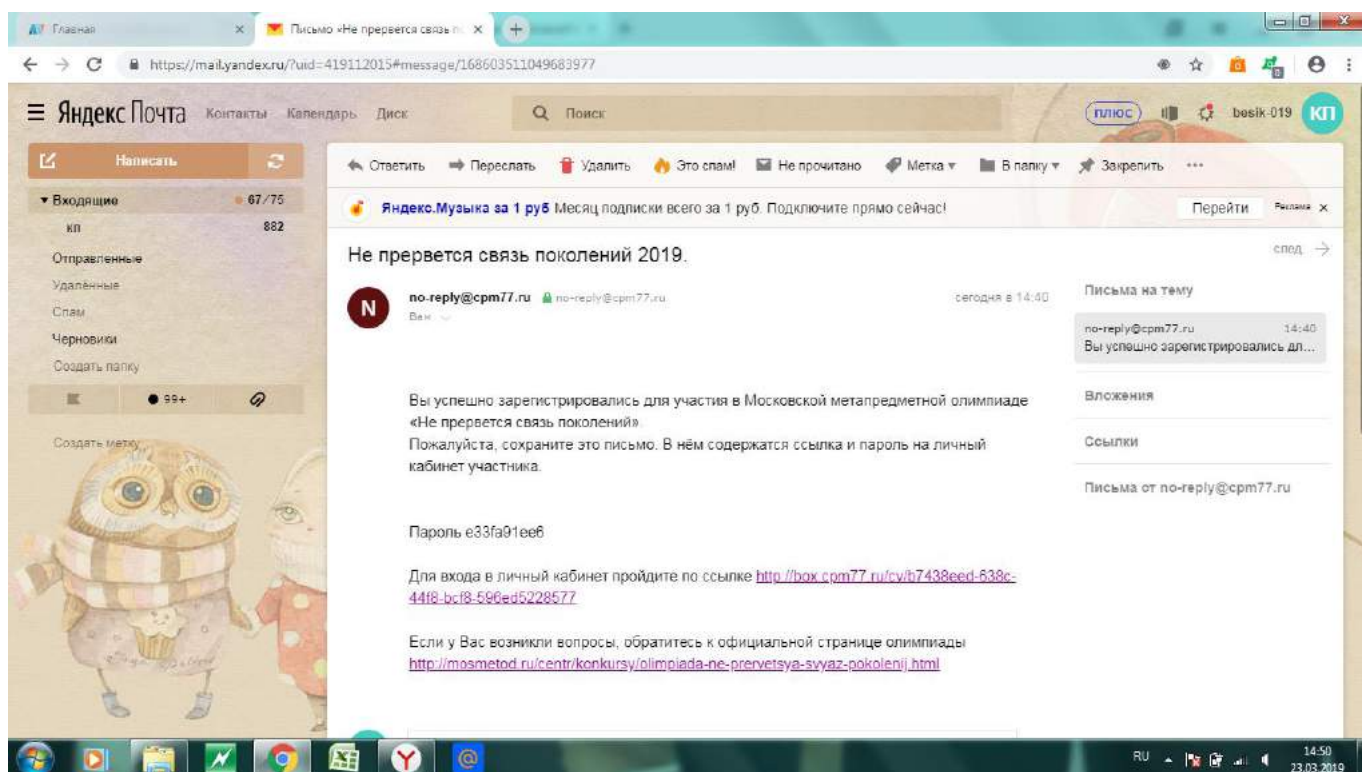 Главная
Письмо «Не прервется связь п
https://mail.yandex.ru/?uid=419112015#message/168603511049683977
Яндекс Почта Контакты Календарь Диск Поиск плюс besik-019 КП
Написать
Ответить Переслать Удалить Это спам! Не прочитано Метка В папку Закрепить ...
Входящие 67/75
кп 882
Отправленные
Удалённые
Спам
Черновики
Создать папку
99+
Создать метку
Яндекс.Музыка за 1 руб Месяц подписки всего за 1 руб. Подключите прямо сейчас! Перейти Реклама
Не прервется связь поколений 2019.
след.
N
no-reply@cpm77.ru no-reply@cpm77.ru сегодня в 14:40
Вам
Вы успешно зарегистрировались для участия в Московской метапредметной олимпиаде
«Не прервется связь поколений».
Пожалуйста, сохраните это письмо. В нём содержатся ссылка и пароль на личный
кабинет участника.
Пароль e33fa91ee6
Для входа в личный кабинет пройдите по ссылке http://box.cpm77.ru/cy/b7438eed-638c-
44f8-bcf8-596ed5228577
Если у Вас возникли вопросы, обратитесь к официальной странице олимпиады
http://mosmetod.ru/centr/konkursy/olimpiada-ne-prervetsya-svyaz-pokolenij.html
Письма на тему
no-reply@cpm77.ru 14:40
Вы успешно зарегистрировались дл...
Вложения
Ссылки
Письма от no-reply@cpm77.ru
RU
14:50
23.03.2019